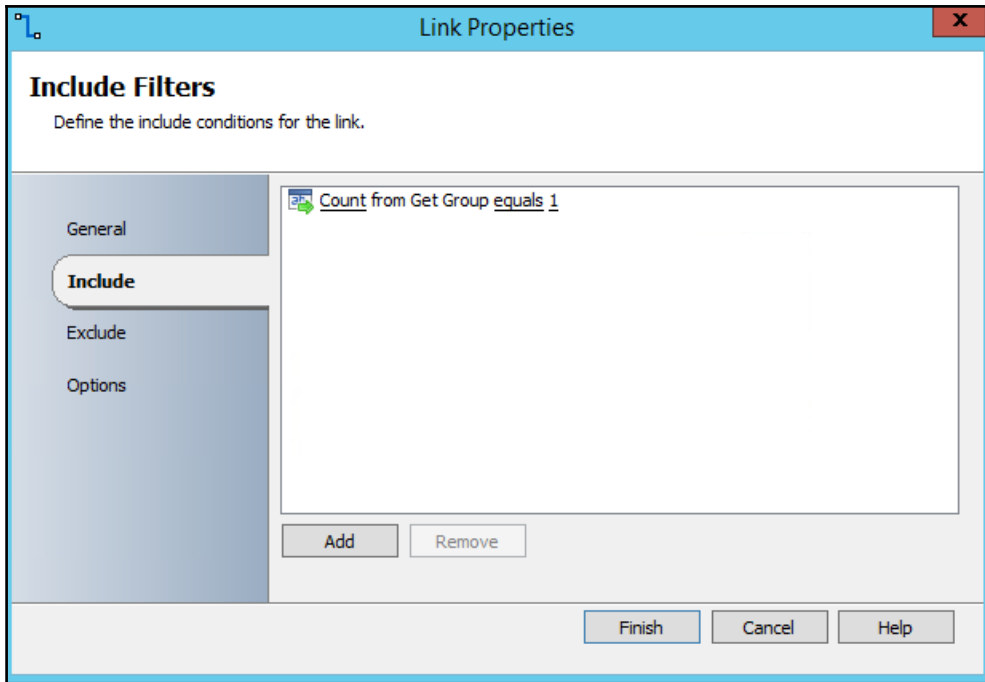 Link Properties
x
Include Filters
Define the include conditions for the link.
General
Include
Exclude
Options
Count from Get Group equals 1
Add
Remove
Finish
Cancel
Help